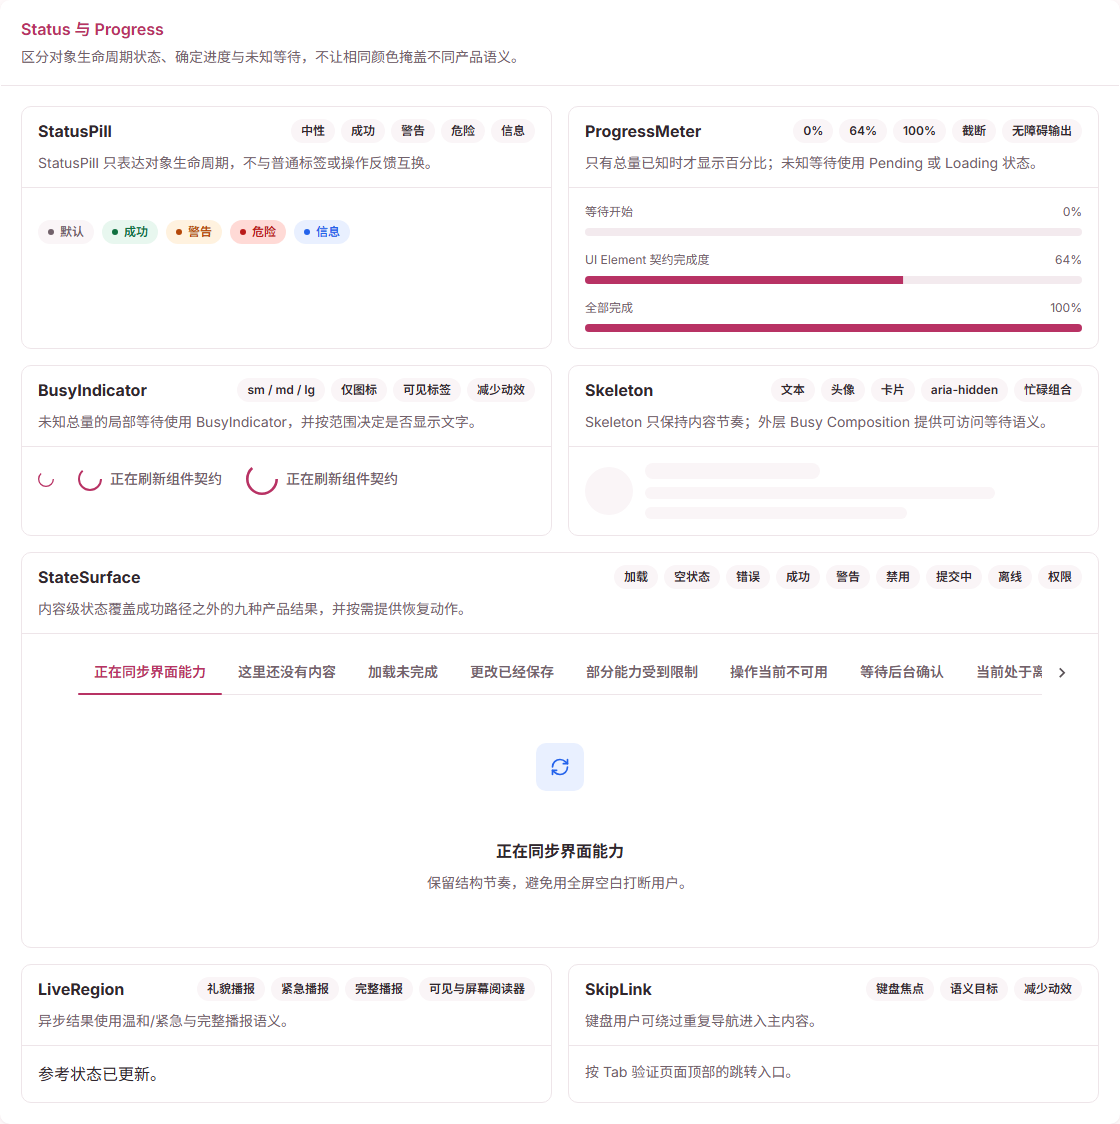 Status 与 Progress
区分对象生命周期状态、确定进度与未知等待，不让相同颜色掩盖不同产品语义。
StatusPill 中性 成功 警告 危险 信息
StatusPill 只表达对象生命周期，不与普通标签或操作反馈互换。
默认 成功 警告 危险 信息
ProgressMeter 0% 64% 100% 截断 无障碍输出
只有总量已知时才显示百分比；未知等待使用 Pending 或 Loading 状态。
等待开始 0%
UI Element 契约完成度 64%
全部完成 100%
BusyIndicator sm / md / lg 仅图标 可见标签 减少动效
未知总量的局部等待使用 BusyIndicator，并按范围决定是否显示文字。
正在刷新组件契约 正在刷新组件契约
Skeleton 文本 头像 卡片 aria-hidden 忙碌组合
Skeleton 只保持内容节奏；外层 Busy Composition 提供可访问等待语义。
StateSurface 加载 空状态 错误 成功 警告 禁用 提交中 离线 权限
内容级状态覆盖成功路径之外的九种产品结果，并按需提供恢复动作。
正在同步界面能力 这里还没有内容 加载未完成 更改已经保存 部分能力受到限制 操作当前不可用 等待后台确认 当前处于离
正在同步界面能力
保留结构节奏，避免用全屏空白打断用户。
LiveRegion 礼貌播报 紧急播报 完整播报 可见与屏幕阅读器
异步结果使用温和/紧急与完整播报语义。
参考状态已更新。
SkipLink 键盘焦点 语义目标 减少动效
键盘用户可绕过重复导航进入主内容。
按 Tab 验证页面顶部的跳转入口。